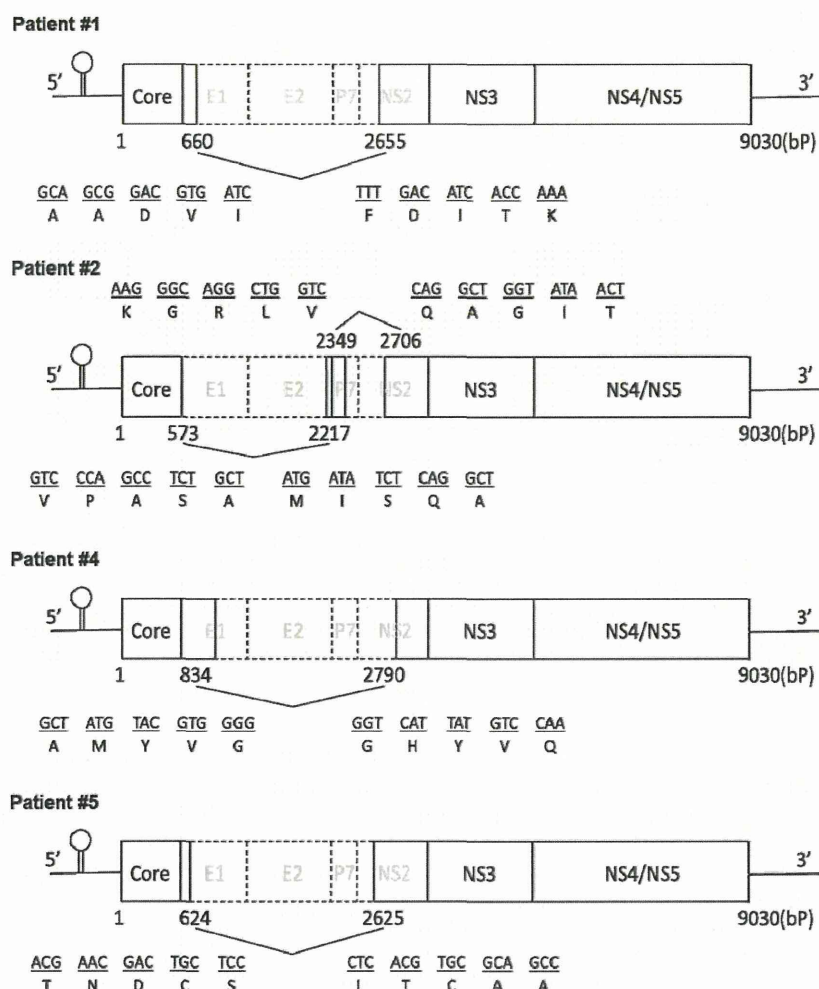 Patient #1
5' 3'
Core E1 E2 P7 NS2 NS3 NS4/NS5
1 660 2655 9030(bP)
GCA GCG GAC GTG ATC TTT GAC ATC ACC AAA
A A D V I F D I T K
Patient #2
AAG GGC AGG CTG GTC CAG GCT GGT ATA ACT
K G R L V Q A G I T
2349 2706
5' 3'
Core E1 E2 P7 NS2 NS3 NS4/NS5
1 573 2217 9030(bP)
GTC CCA GCC TCT GCT ATG ATA TCT CAG GCT
V P A S A M I S Q A
Patient #4
5' 3'
Core E1 E2 P7 NS2 NS3 NS4/NS5
1 834 2790 9030(bP)
GCT ATG TAC GTG GGG GGT CAT TAT GTC CAA
A M Y V G G H Y V Q
Patient #5
5' 3'
Core E1 E2 P7 NS2 NS3 NS4/NS5
1 624 2625 9030(bP)
ACG AAC GAC TGC TCC CTC ACG TGC GCA GCC
T N D C S L T C A A